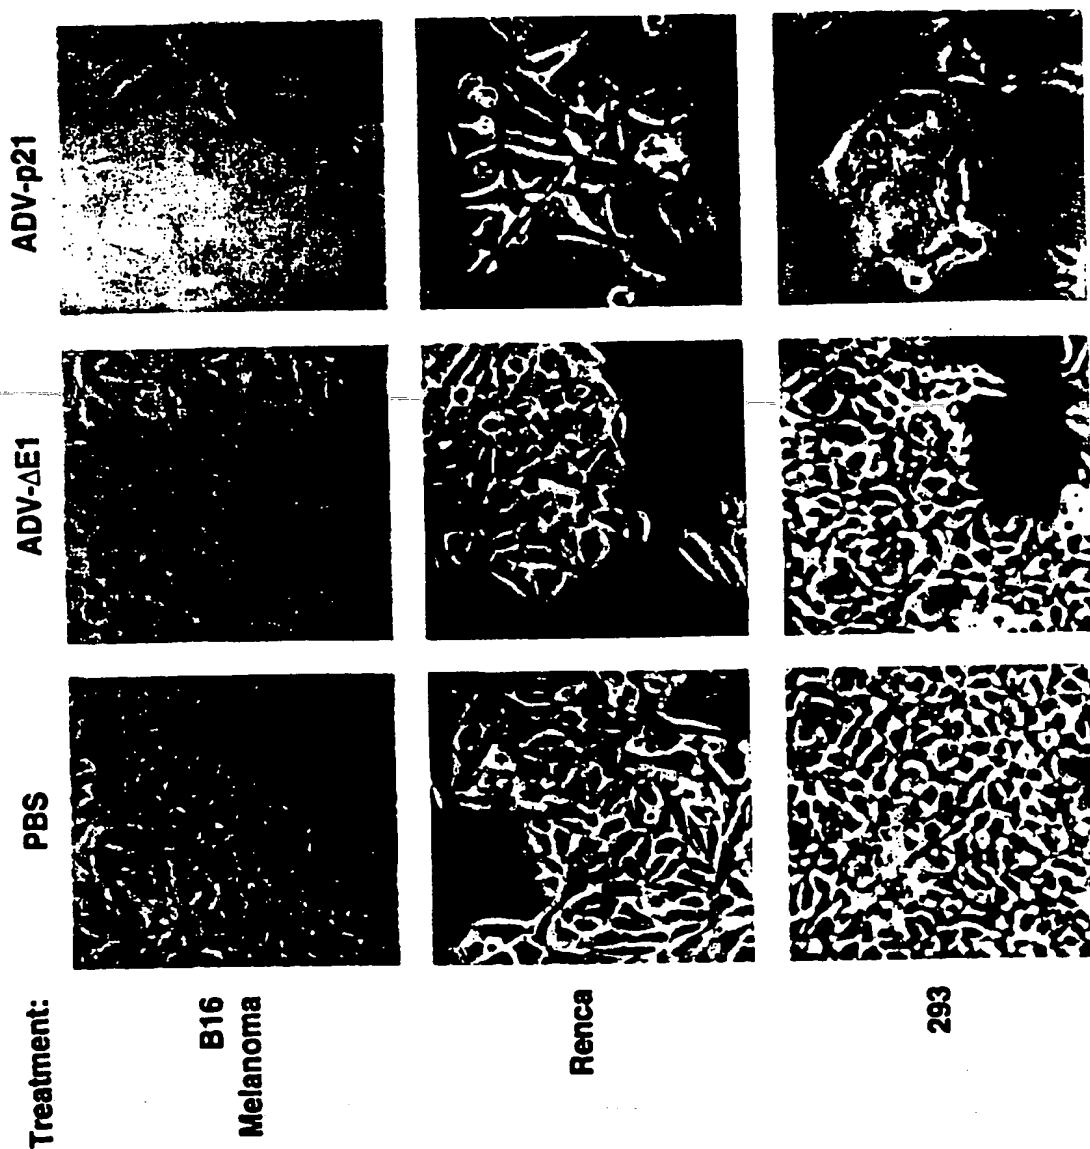 Treatment:
PBS
ADV-ΔE1
ADV-p21
B16
Melanoma
Renca
293